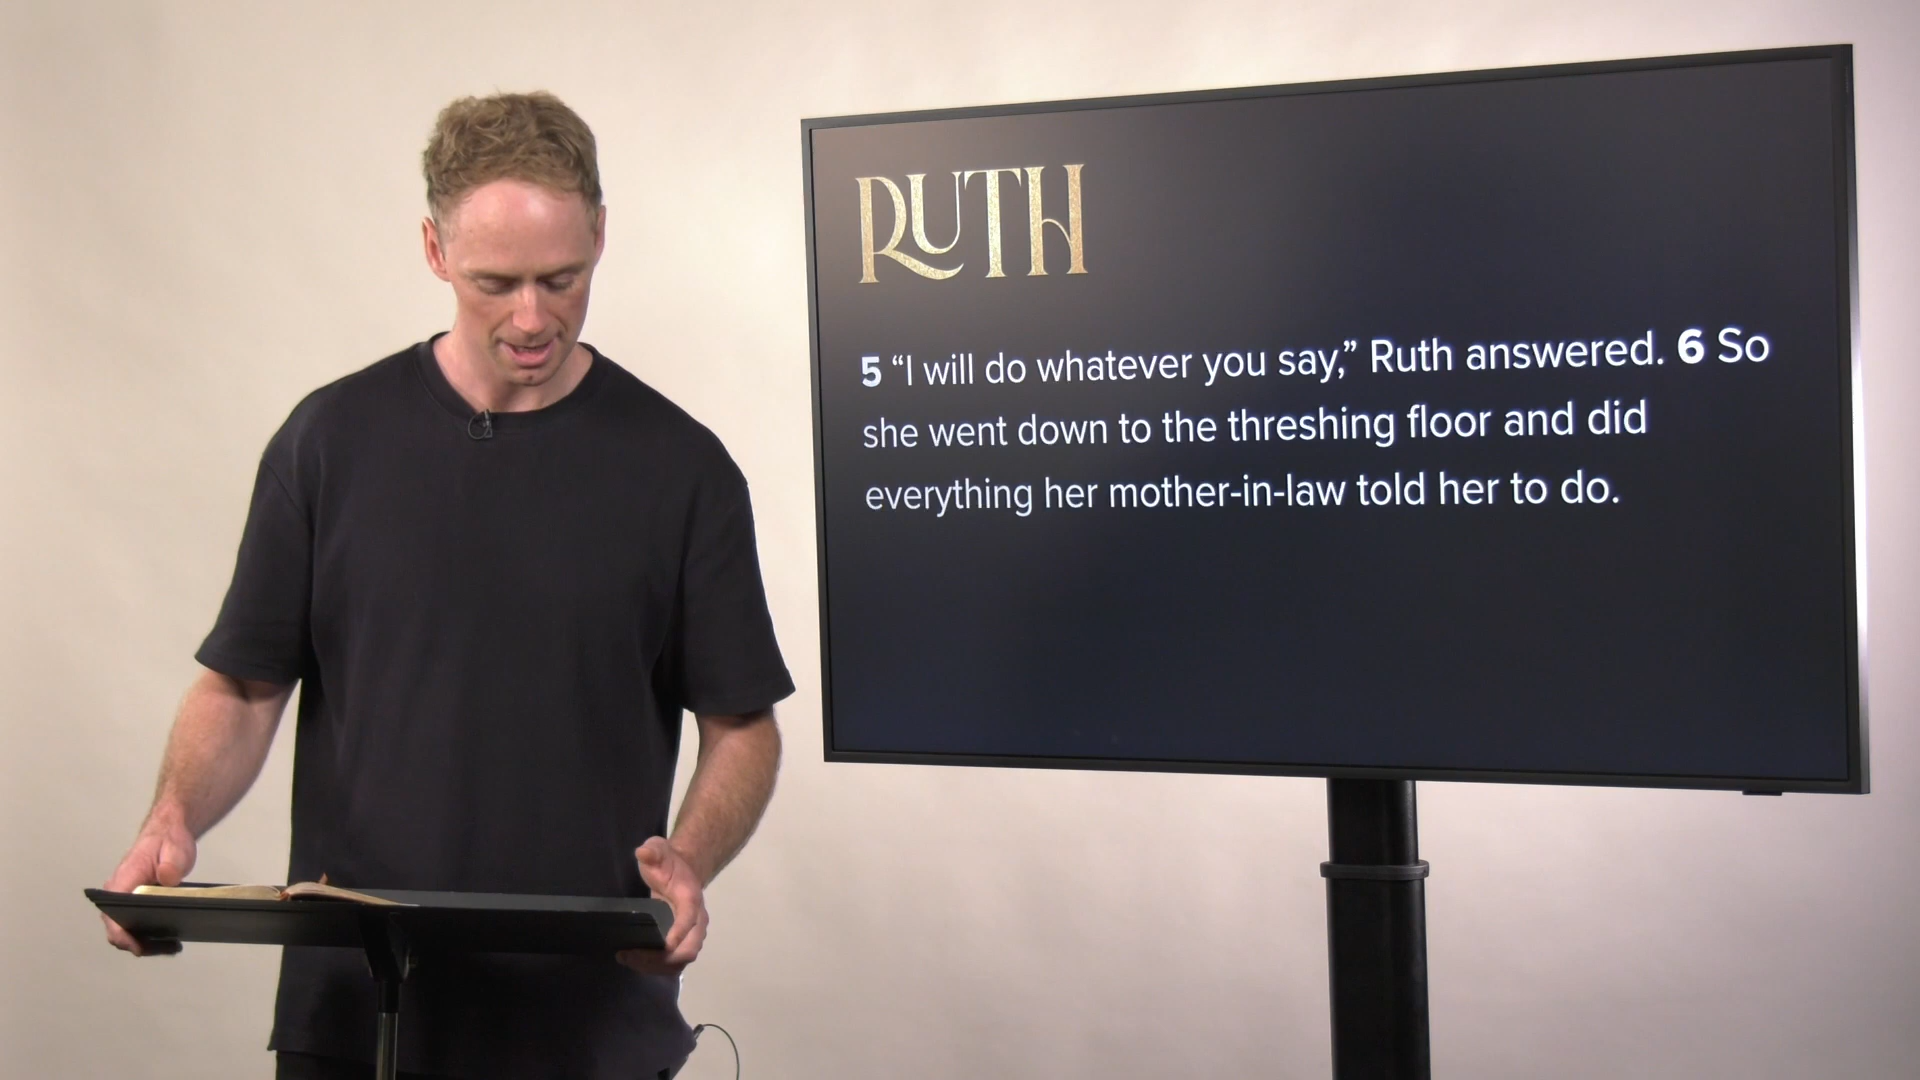 RUTH
5 “I will do whatever you say,” Ruth answered. 6 So
she went down to the threshing floor and did
everything her mother-in-law told her to do.